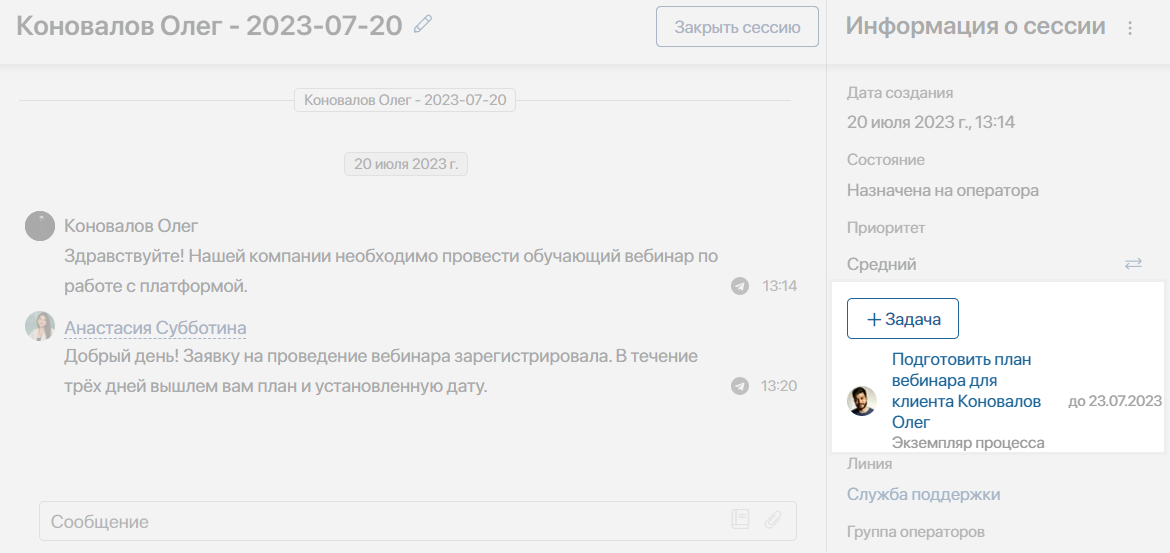 Коновалов Олег - 2023-07-20
Закрыть сессию
Коновалов Олег - 2023-07-20
20 июля 2023 г.
Коновалов Олег
Здравствуйте! Нашей компании необходимо провести обучающий вебинар по
работе с платформой.
13:14
Анастасия Субботина
Добрый день! Заявку на проведение вебинара зарегистрировала. В течение
трёх дней вышлем вам план и установленную дату.
13:20
Сообщение
Информация о сессии
Дата создания
20 июля 2023 г., 13:14
Состояние
Назначена на оператора
Приоритет
Средний
+ Задача
Подготовить план
вебинара для
клиента Коновалов
Олег
до 23.07.2023
Экземпляр процесса
Линия
Служба поддержки
Группа операторов